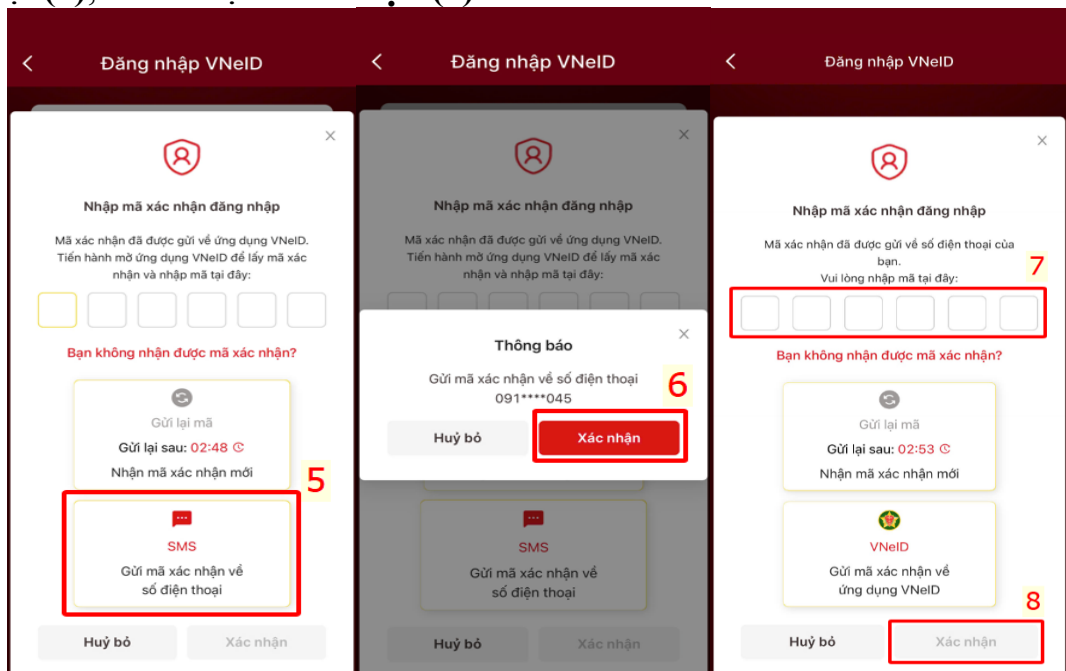 Đăng nhập VNeID
Nhập mã xác nhận đăng nhập
Mã xác nhận đã được gửi về ứng dụng VNeID.
Tiến hành mở ứng dụng VNeID để lấy mã xác
nhận và nhập mã tại đây:
Bạn không nhận được mã xác nhận?
Gửi lại mã
Gửi lại sau: 02:48
Nhận mã xác nhận mới
5
SMS
Gửi mã xác nhận về
số điện thoại
Huỷ bỏ
Xác nhận
Đăng nhập VNeID
Nhập mã xác nhận đăng nhập
Mã xác nhận đã được gửi về ứng dụng VNeID.
Tiến hành mở ứng dụng VNeID để lấy mã xác
nhận và nhập mã tại đây:
Thông báo
Gửi mã xác nhận về số điện thoại
091****045
6
Huỷ bỏ
Xác nhận
SMS
Gửi mã xác nhận về
số điện thoại
Huỷ bỏ
Xác nhận
Đăng nhập VNeID
Nhập mã xác nhận đăng nhập
Mã xác nhận đã được gửi về số điện thoại của
bạn.
Vui lòng nhập mã tại đây:
7
Bạn không nhận được mã xác nhận?
Gửi lại mã
Gửi lại sau: 02:53
Nhận mã xác nhận mới
VNeID
Gửi mã xác nhận về
ứng dụng VNeID
8
Huỷ bỏ
Xác nhận